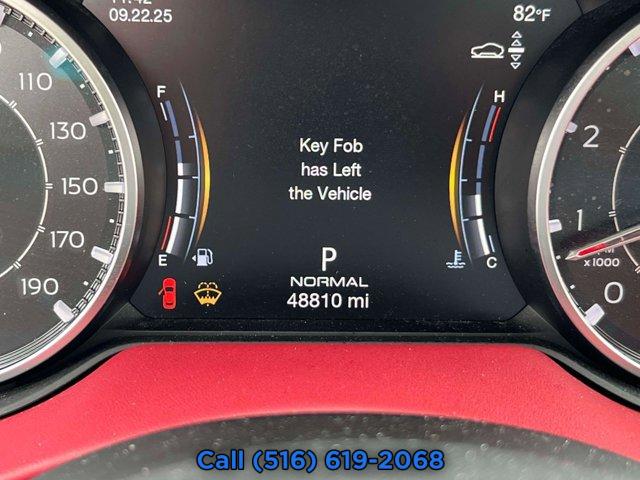 09.22.25
82°F
110
130
150
170
190
F
E
H
C
Key Fob
has Left
the Vehicle
P
NORMAL
48810 mi
2
1
0
x1000
Call (516) 619-2068